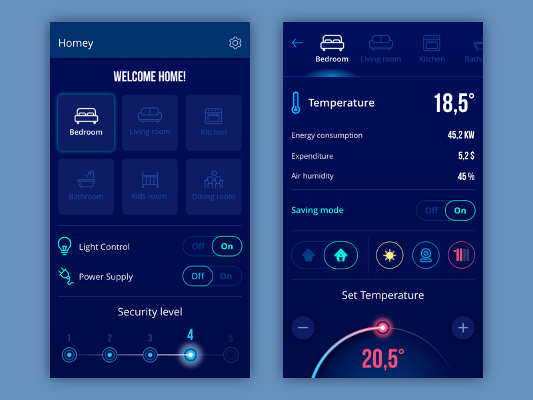 Homey
WELCOME HOME!
Bedroom
Living room
Kitchen
Bathroom
Kids room
Dining room
Light Control
Off
On
Power Supply
Off
On
Security level
1
2
3
4
5
Bedroom
Living room
Kitchen
Bathr
Temperature
18,5°
Energy consumption
45,2 KW
Expenditure
5,2 $
Air humidity
45 %
Saving mode
Off
On
Set Temperature
20,5°